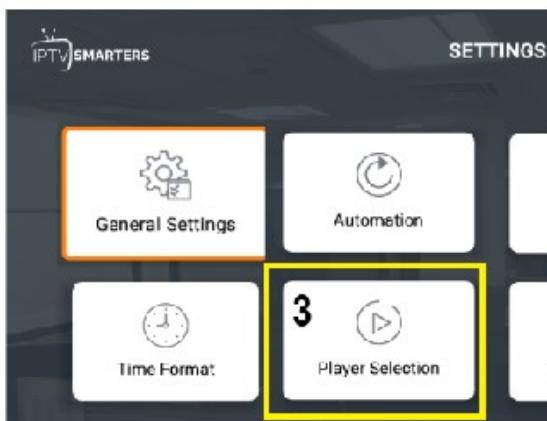 IPTV SMARTERS
SETTINGS
General Settings
Automation
3
Time Format
Player Selection